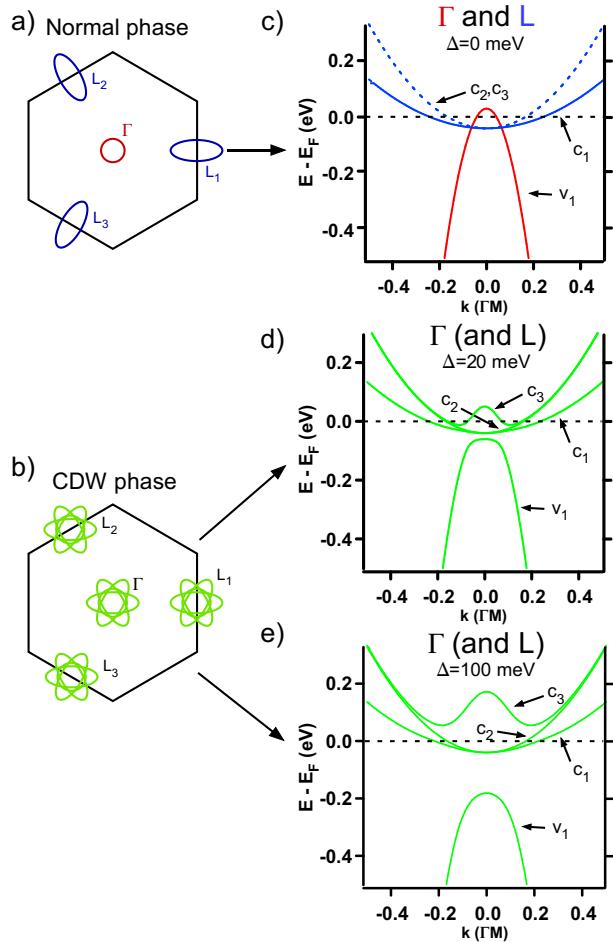 a)
Normal phase
L₂
Γ
L₁
L₃
c)
Γ and L
Δ=0 meV
0.2
0.0
-0.2
-0.4
E - E_F (eV)
c₂,c₃
c₁
v₁
-0.4 -0.2 0.0 0.2 0.4
k (ΓM)
d)
Γ (and L)
Δ=20 meV
0.2
0.0
-0.2
-0.4
E - E_F (eV)
c₂
c₃
c₁
v₁
-0.4 -0.2 0.0 0.2 0.4
k (ΓM)
b)
CDW phase
L₂
Γ
L₁
L₃
e)
Γ (and L)
Δ=100 meV
0.2
0.0
-0.2
-0.4
E - E_F (eV)
c₃
c₂
c₁
v₁
-0.4 -0.2 0.0 0.2 0.4
k (ΓM)